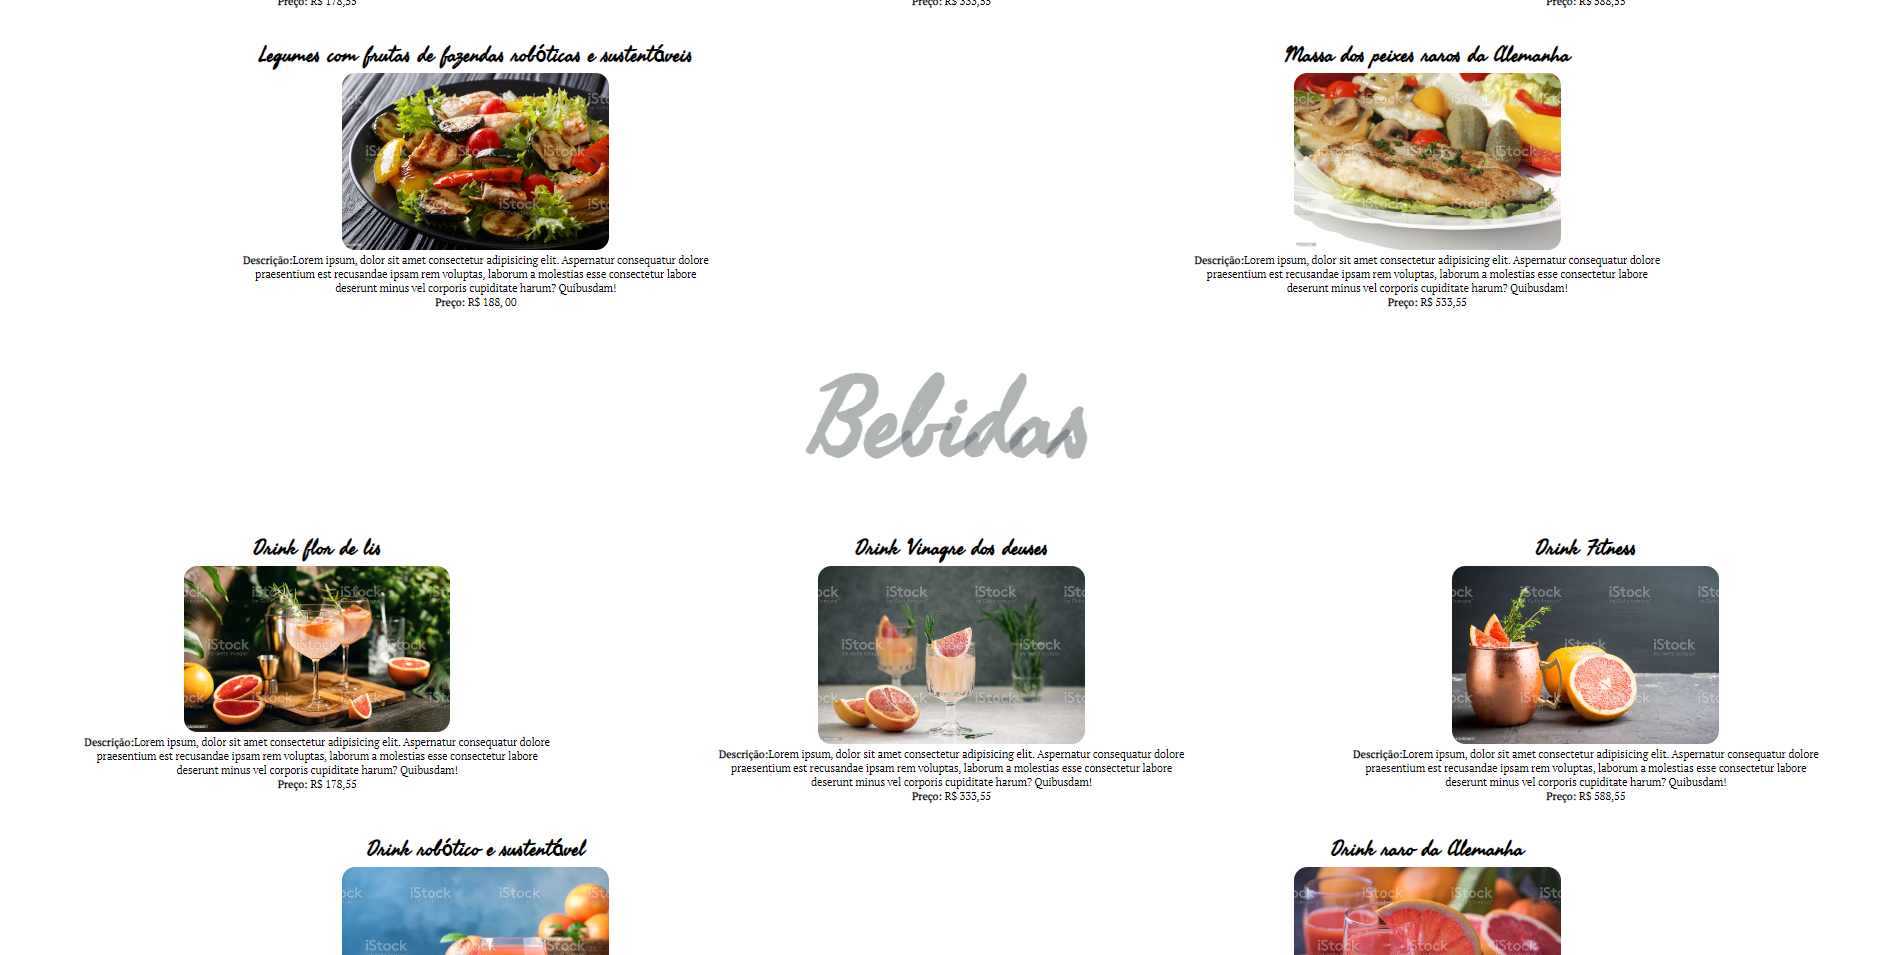 Preço: R$ 178,55
Preço: R$ 333,55
Preço: R$ 588,55
Legumes com frutas de fazendas robóticas e sustentáveis
Massa dos peixes raros da Alemanha
iStock
iStock
Descrição:Lorem ipsum, dolor sit amet consectetur adipisicing elit. Aspernatur consequatur dolore
praesentium est recusandae ipsam rem voluptas, laborum a molestias esse consectetur labore
deserunt minus vel corporis cupiditate harum? Quibusdam!
Preço: R$ 188, 00
Descrição:Lorem ipsum, dolor sit amet consectetur adipisicing elit. Aspernatur consequatur dolore
praesentium est recusandae ipsam rem voluptas, laborum a molestias esse consectetur labore
deserunt minus vel corporis cupiditate harum? Quibusdam!
Preço: R$ 533,55
Bebidas
Drink flor de lis
Drink Vinagre dos deuses
Drink Fitness
iStock
iStock
iStock
Descrição:Lorem ipsum, dolor sit amet consectetur adipisicing elit. Aspernatur consequatur dolore
praesentium est recusandae ipsam rem voluptas, laborum a molestias esse consectetur labore
deserunt minus vel corporis cupiditate harum? Quibusdam!
Preço: R$ 178,55
Descrição:Lorem ipsum, dolor sit amet consectetur adipisicing elit. Aspernatur consequatur dolore
praesentium est recusandae ipsam rem voluptas, laborum a molestias esse consectetur labore
deserunt minus vel corporis cupiditate harum? Quibusdam!
Preço: R$ 333,55
Descrição:Lorem ipsum, dolor sit amet consectetur adipisicing elit. Aspernatur consequatur dolore
praesentium est recusandae ipsam rem voluptas, laborum a molestias esse consectetur labore
deserunt minus vel corporis cupiditate harum? Quibusdam!
Preço: R$ 588,55
Drink robótico e sustentável
Drink raro da Alemanha
iStock
iStock